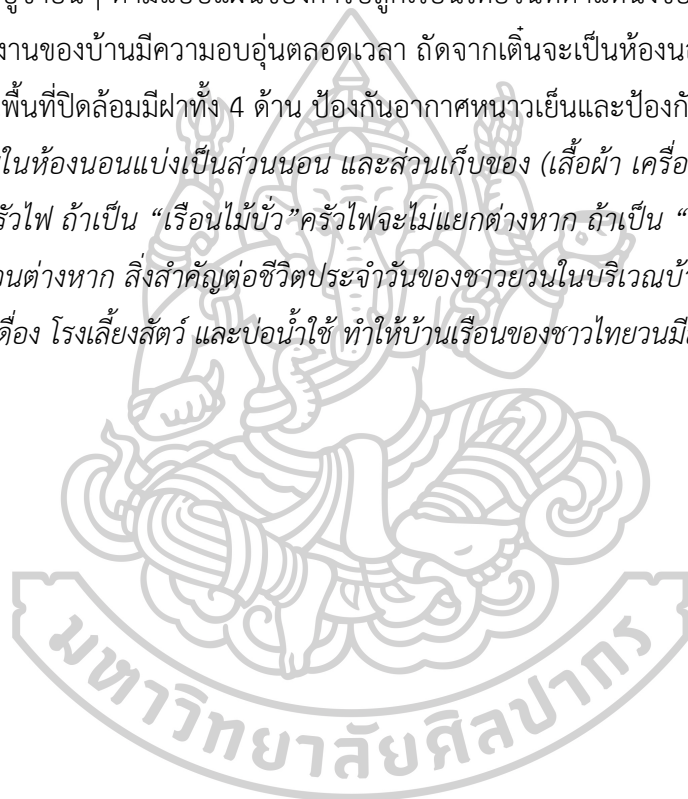 งานของบ้านมีความอบอุ่นตลอดเวลา ถัดจากเติ๋นจะเป็นห้องนอ
พื้นที่ปิดล้อมมีฝาทั้ง 4 ด้าน ป้องกันอากาศหนาวเย็นและป้องกั
ในห้องนอนแบ่งเป็นส่วนนอน และส่วนเก็บของ (เสื้อผ้า เครื่อ
รัวไฟ ถ้าเป็น “เรือนไม้บั่ว”ครัวไฟจะไม่แยกต่างหาก ถ้าเป็น “
านต่างหาก สิ่งสำคัญต่อชีวิตประจำวันของชาวยวนในบริเวณบ้า
ดื่อง โรงเลี้ยงสัตว์ และบ่อน้ำใช้ ทำให้บ้านเรือนของชาวไทยวนมี
มหาวิทยาลัยศิลปากร